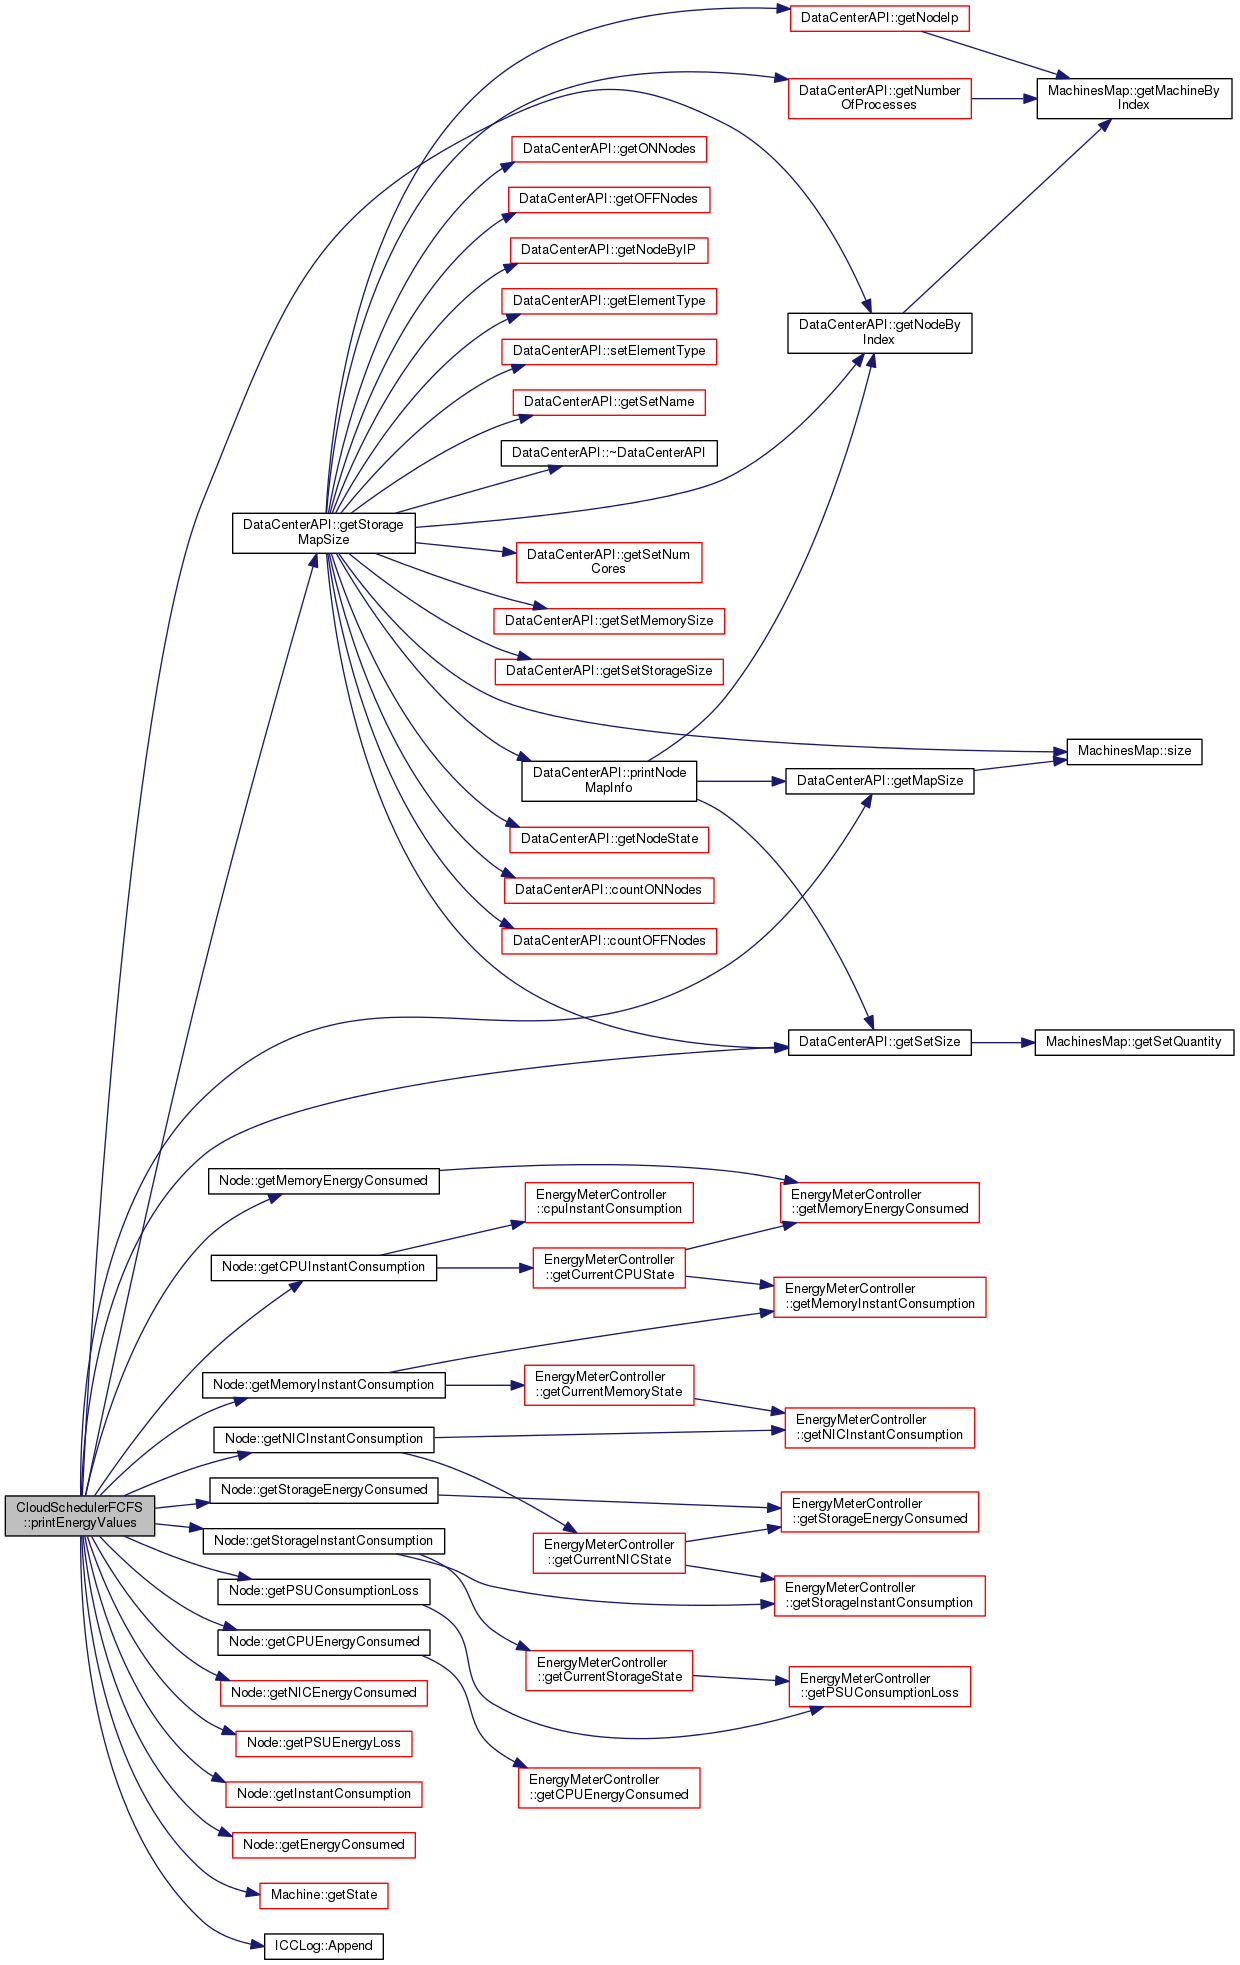 DataCenterAPI::getNodeIp
DataCenterAPI::getNumber
OfProcesses
MachinesMap::getMachineBy
Index
DataCenterAPI::getONNodes
DataCenterAPI::getOFFNodes
DataCenterAPI::getNodeByIP
DataCenterAPI::getElementType
DataCenterAPI::getNodeBy
Index
DataCenterAPI::setElementType
DataCenterAPI::getSetName
DataCenterAPI::~DataCenterAPI
DataCenterAPI::getStorage
MapSize
DataCenterAPI::getSetNum
Cores
DataCenterAPI::getSetMemorySize
DataCenterAPI::getSetStorageSize
MachinesMap::size
DataCenterAPI::printNode
MapInfo
DataCenterAPI::getMapSize
DataCenterAPI::getNodeState
DataCenterAPI::countONNodes
DataCenterAPI::countOFFNodes
DataCenterAPI::getSetSize
MachinesMap::getSetQuantity
Node::getMemoryEnergyConsumed
EnergyMeterController
::cpuInstantConsumption
EnergyMeterController
::getMemoryEnergyConsumed
Node::getCPUInstantConsumption
EnergyMeterController
::getCurrentCPUState
EnergyMeterController
::getMemoryInstantConsumption
Node::getMemoryInstantConsumption
EnergyMeterController
::getCurrentMemoryState
EnergyMeterController
::getNICInstantConsumption
Node::getNICInstantConsumption
Node::getStorageEnergyConsumed
EnergyMeterController
::getStorageEnergyConsumed
CloudSchedulerFCFS
::printEnergyValues
Node::getStorageInstantConsumption
EnergyMeterController
::getCurrentNICState
EnergyMeterController
::getStorageInstantConsumption
Node::getPSUConsumptionLoss
Node::getCPUEnergyConsumed
EnergyMeterController
::getCurrentStorageState
EnergyMeterController
::getPSUConsumptionLoss
Node::getNICEnergyConsumed
Node::getPSUEnergyLoss
EnergyMeterController
::getCPUEnergyConsumed
Node::getInstantConsumption
Node::getEnergyConsumed
Machine::getState
ICCLog::Append